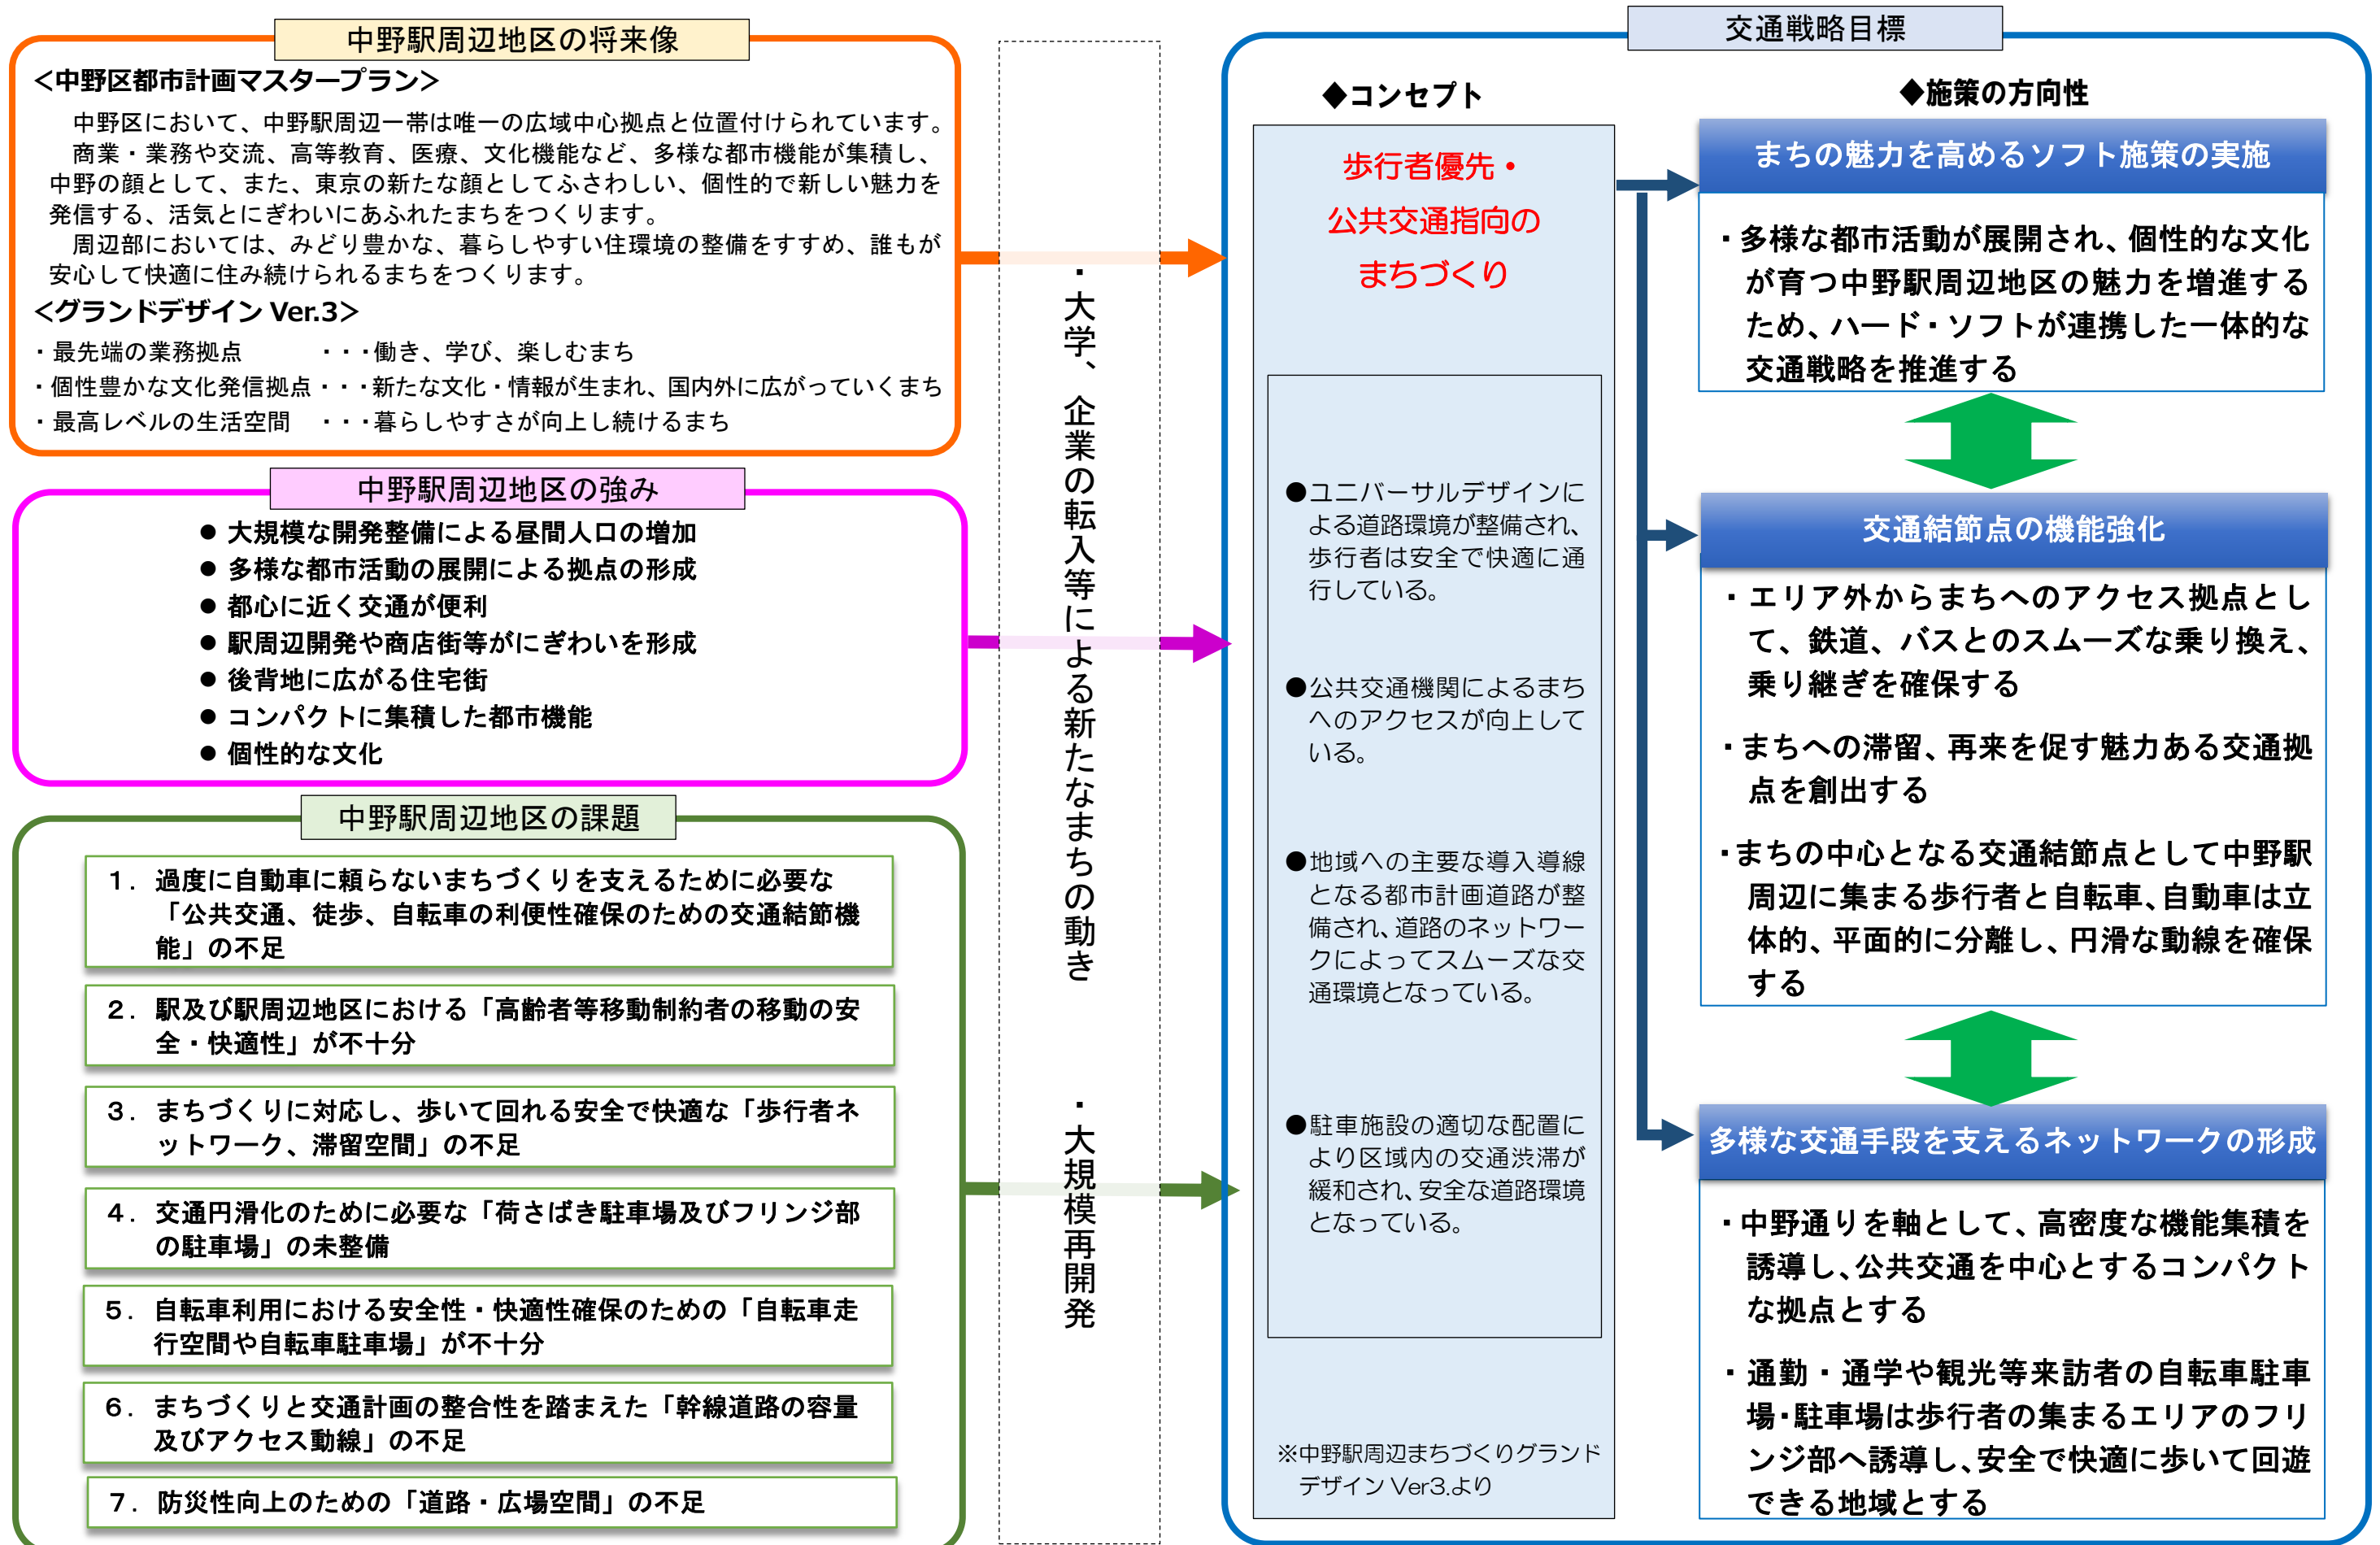 中野駅周辺地区の将来像
＜中野区都市計画マスタープラン＞
中野区において、中野駅周辺一帯は唯一の広域中心拠点と位置付けられています。
商業・業務や交流、高等教育、医療、文化機能など、多様な都市機能が集積し、
中野の顔として、また、東京の新たな顔としてふさわしい、個性的で新しい魅力を
発信する、活気とにぎわいにあふれたまちをつくります。
周辺部においては、みどり豊かな、暮らしやすい住環境の整備をすすめ、誰もが
安心して快適に住み続けられるまちをつくります。
＜グランドデザイン Ver.3＞
・最先端の業務拠点　・・・働き、学び、楽しむまち
・個性豊かな文化発信拠点・・・新たな文化・情報が生まれ、国内外に広がっていくまち
・最高レベルの生活空間　・・・暮らしやすさが向上し続けるまち
中野駅周辺地区の強み
● 大規模な開発整備による昼間人口の増加
● 多様な都市活動の展開による拠点の形成
● 都心に近く交通が便利
● 駅周辺開発や商店街等がにぎわいを形成
● 後背地に広がる住宅街
● コンパクトに集積した都市機能
● 個性的な文化
中野駅周辺地区の課題
１．過度に自動車に頼らないまちづくりを支えるために必要な
「公共交通、徒歩、自転車の利便性確保のための交通結節機
能」の不足
２．駅及び駅周辺地区における「高齢者等移動制約者の移動の安
全・快適性」が不十分
３．まちづくりに対応し、歩いて回れる安全で快適な「歩行者ネ
ットワーク、滞留空間」の不足
４．交通円滑化のために必要な「荷さばき駐車場及びフリンジ部
の駐車場」の未整備
５．自転車利用における安全性・快適性確保のための「自転車走
行空間や自転車駐車場」が不十分
６．まちづくりと交通計画の整合性を踏まえた「幹線道路の容量
及びアクセス動線」の不足
７．防災性向上のための「道路・広場空間」の不足
・大学、企業の転入等による新たなまちの動き
・大規模再開発
交通戦略目標
◆コンセプト
歩行者優先・
公共交通指向の
まちづくり
●ユニバーサルデザインに
よる道路環境が整備され、
歩行者は安全で快適に通
行している。
●公共交通機関によるまち
へのアクセスが向上して
いる。
●地域への主要な導入導線
となる都市計画道路が整
備され、道路のネットワー
クによってスムーズな交
通環境となっている。
●駐車施設の適切な配置に
より区域内の交通渋滞が
緩和され、安全な道路環境
となっている。
※中野駅周辺まちづくりグランド
デザイン Ver3.より
◆施策の方向性
まちの魅力を高めるソフト施策の実施
・多様な都市活動が展開され、個性的な文化
が育つ中野駅周辺地区の魅力を増進する
ため、ハード・ソフトが連携した一体的な
交通戦略を推進する
交通結節点の機能強化
・エリア外からまちへのアクセス拠点とし
て、鉄道、バスとのスムーズな乗り換え、
乗り継ぎを確保する
・まちへの滞留、再来を促す魅力ある交通拠
点を創出する
・まちの中心となる交通結節点として中野駅
周辺に集まる歩行者と自転車、自動車は立
体的、平面的に分離し、円滑な動線を確保
する
多様な交通手段を支えるネットワークの形成
・中野通りを軸として、高密度な機能集積を
誘導し、公共交通を中心とするコンパクト
な拠点とする
・通勤・通学や観光等来訪者の自転車駐車
場・駐車場は歩行者の集まるエリアのフリ
ンジ部へ誘導し、安全で快適に歩いて回遊
できる地域とする